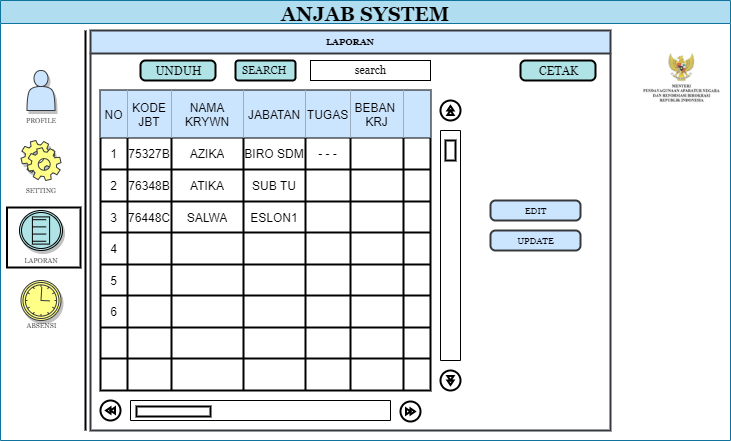 ANJAB SYSTEM
LAPORAN
UNDUH SEARCH search CETAK
PROFILE
SETTING
LAPORAN
ABSENSI
NO KODE JBT NAMA KRYWN JABATAN TUGAS BEBAN KRJ
1 75327B AZIKA BIRO SDM - - -
2 76348B ATIKA SUB TU
3 76448C SALWA ESLON1
4
5
6
EDIT
UPDATE
MENTERI
PENDAYAGUNAAN APARATUR NEGARA
DAN REFORMASI BIROKRASI
REPUBLIK INDONESIA